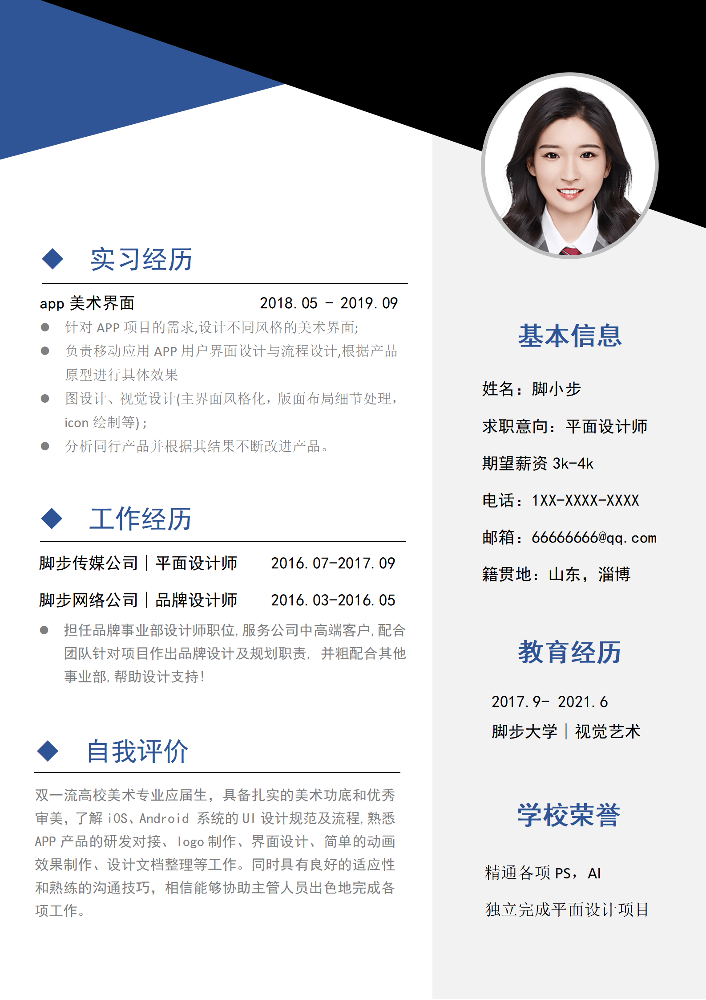 实习经历
app 美术界面 2018.05 - 2019.09
● 针对 APP 项目的需求,设计不同风格的美术界面;
● 负责移动应用 APP 用户界面设计与流程设计,根据产品
原型进行具体效果
● 图设计、视觉设计(主界面风格化，版面布局细节处理，
icon 绘制等) ;
● 分析同行产品并根据其结果不断改进产品。
工作经历
脚步传媒公司｜平面设计师 2016.07-2017.09
脚步网络公司｜品牌设计师 2016.03-2016.05
● 担任品牌事业部设计师职位,服务公司中高端客户,配合
团队针对项目作出品牌设计及规划职责, 并粗配合其他
事业部,帮助设计支持!
自我评价
双一流高校美术专业应届生，具备扎实的美术功底和优秀
审美，了解 iOS、Android 系统的 UI 设计规范及流程,熟悉
APP 产品的研发对接、logo 制作、界面设计、简单的动画
效果制作、设计文档整理等工作。同时具有良好的适应性
和熟练的沟通技巧，相信能够协助主管人员出色地完成各
项工作。
基本信息
姓名：脚小步
求职意向：平面设计师
期望薪资 3k-4k
电话：1XX-XXXX-XXXX
邮箱：66666666@qq.com
籍贯地：山东，淄博
教育经历
2017.9- 2021.6
脚步大学｜视觉艺术
学校荣誉
精通各项 PS，AI
独立完成平面设计项目